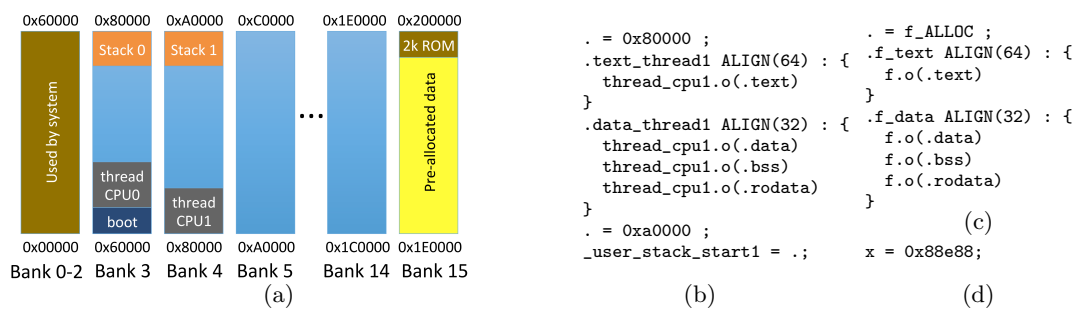 0x60000 0x80000 0xA0000 0xC0000 0x1E0000 0x200000
Used by system
Stack 0
thread
CPU0
boot
Stack 1
thread
CPU1
...
2k ROM
Pre-allocated data
0x00000 0x60000 0x80000 0xA0000 0x1C0000 0x1E0000
Bank 0-2 Bank 3 Bank 4 Bank 5 Bank 14 Bank 15
(a)
. = 0x80000 ;
.text_thread1 ALIGN(64) : {
thread_cpu1.o(.text)
}
.data_thread1 ALIGN(32) : {
thread_cpu1.o(.data)
thread_cpu1.o(.bss)
thread_cpu1.o(.rodata)
}
. = 0xa0000 ;
_user_stack_start1 = .;
(b)
. = f_ALLOC ;
.f_text ALIGN(64) : {
f.o(.text)
}
.f_data ALIGN(32) : {
f.o(.data)
f.o(.bss)
f.o(.rodata)
}
(c)
x = 0x88e88;
(d)